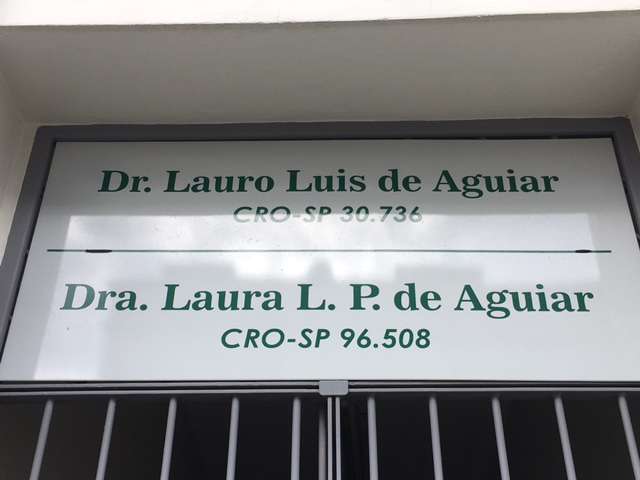 Dr. Lauro Luis de Aguiar
CRO-SP 30.736
Dra. Laura L. P. de Aguiar
CRO-SP 96.508